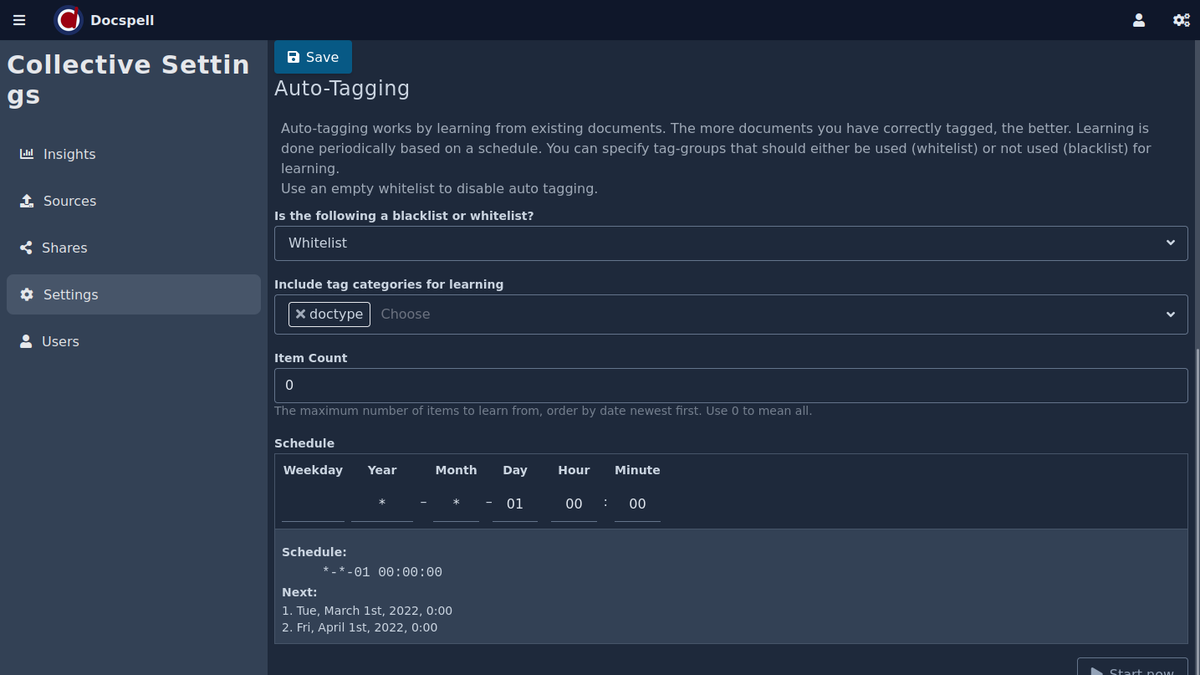 Docspell
Collective Settin
gs
Insights
Sources
Shares
Settings
Users
Save
Auto-Tagging
Auto-tagging works by learning from existing documents. The more documents you have correctly tagged, the better. Learning is
done periodically based on a schedule. You can specify tag-groups that should either be used (whitelist) or not used (blacklist) for
learning.
Use an empty whitelist to disable auto tagging.
Is the following a blacklist or whitelist?
Whitelist
Include tag categories for learning
doctype Choose
Item Count
0
The maximum number of items to learn from, order by date newest first. Use 0 to mean all.
Schedule
Weekday Year Month Day Hour Minute
* - * - 01 00 : 00
Schedule:
*-*-01 00:00:00
Next:
1. Tue, March 1st, 2022, 0:00
2. Fri, April 1st, 2022, 0:00
Start now